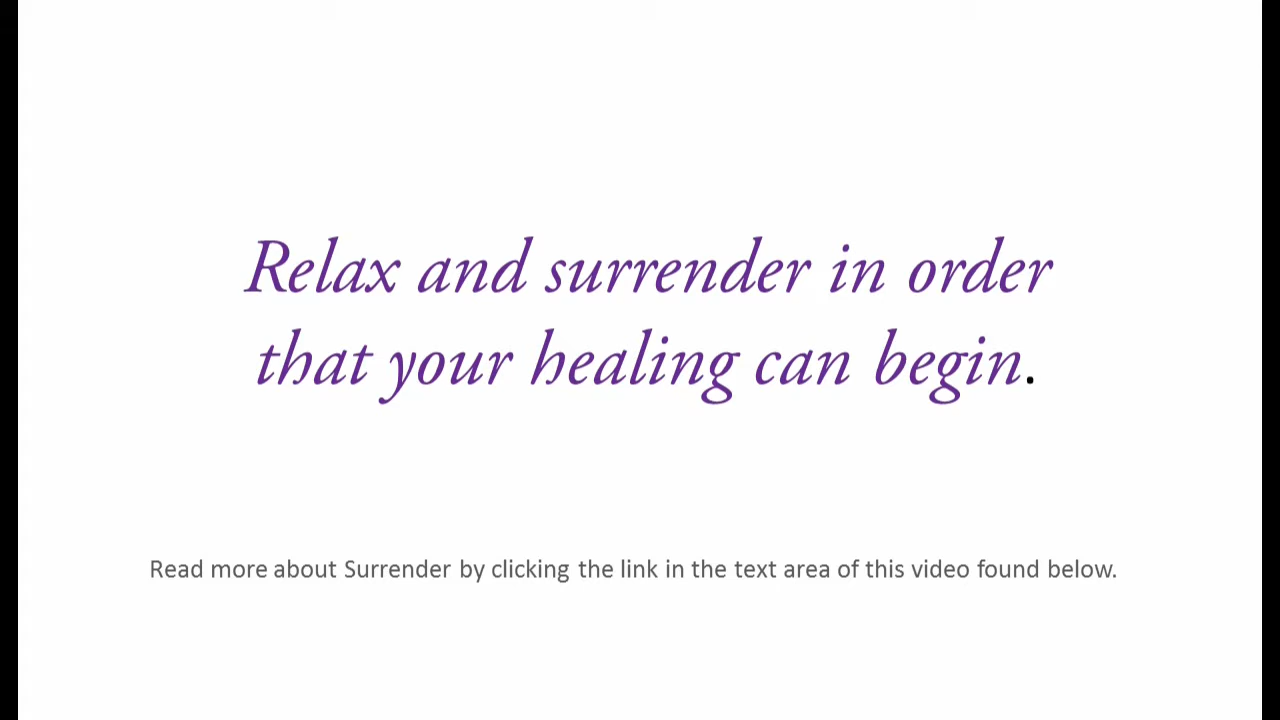 Relax and surrender in order
that your healing can begin.
Read more about Surrender by clicking the link in the text area of this video found below.